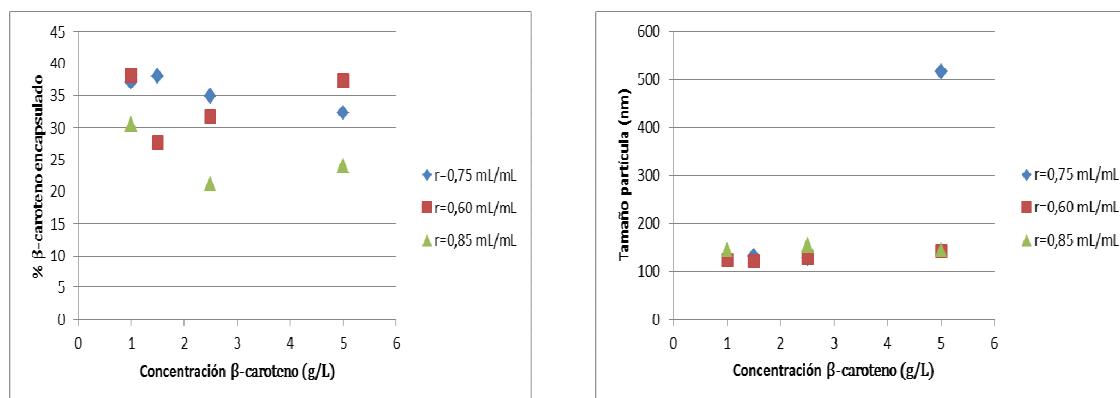 45
40
35
30
25
20
15
10
5
0
% β-caroteno encapsulado
0 1 2 3 4 5 6
Concentración β-caroteno (g/L)
r=0,75 mL/mL
r=0,60 mL/mL
r=0,85 mL/mL
600
500
400
300
200
100
0
Tamaño partícula (nm)
0 1 2 3 4 5 6
Concentración β-caroteno (g/L)
r=0,75 mL/mL
r=0,60 mL/mL
r=0,85 mL/mL